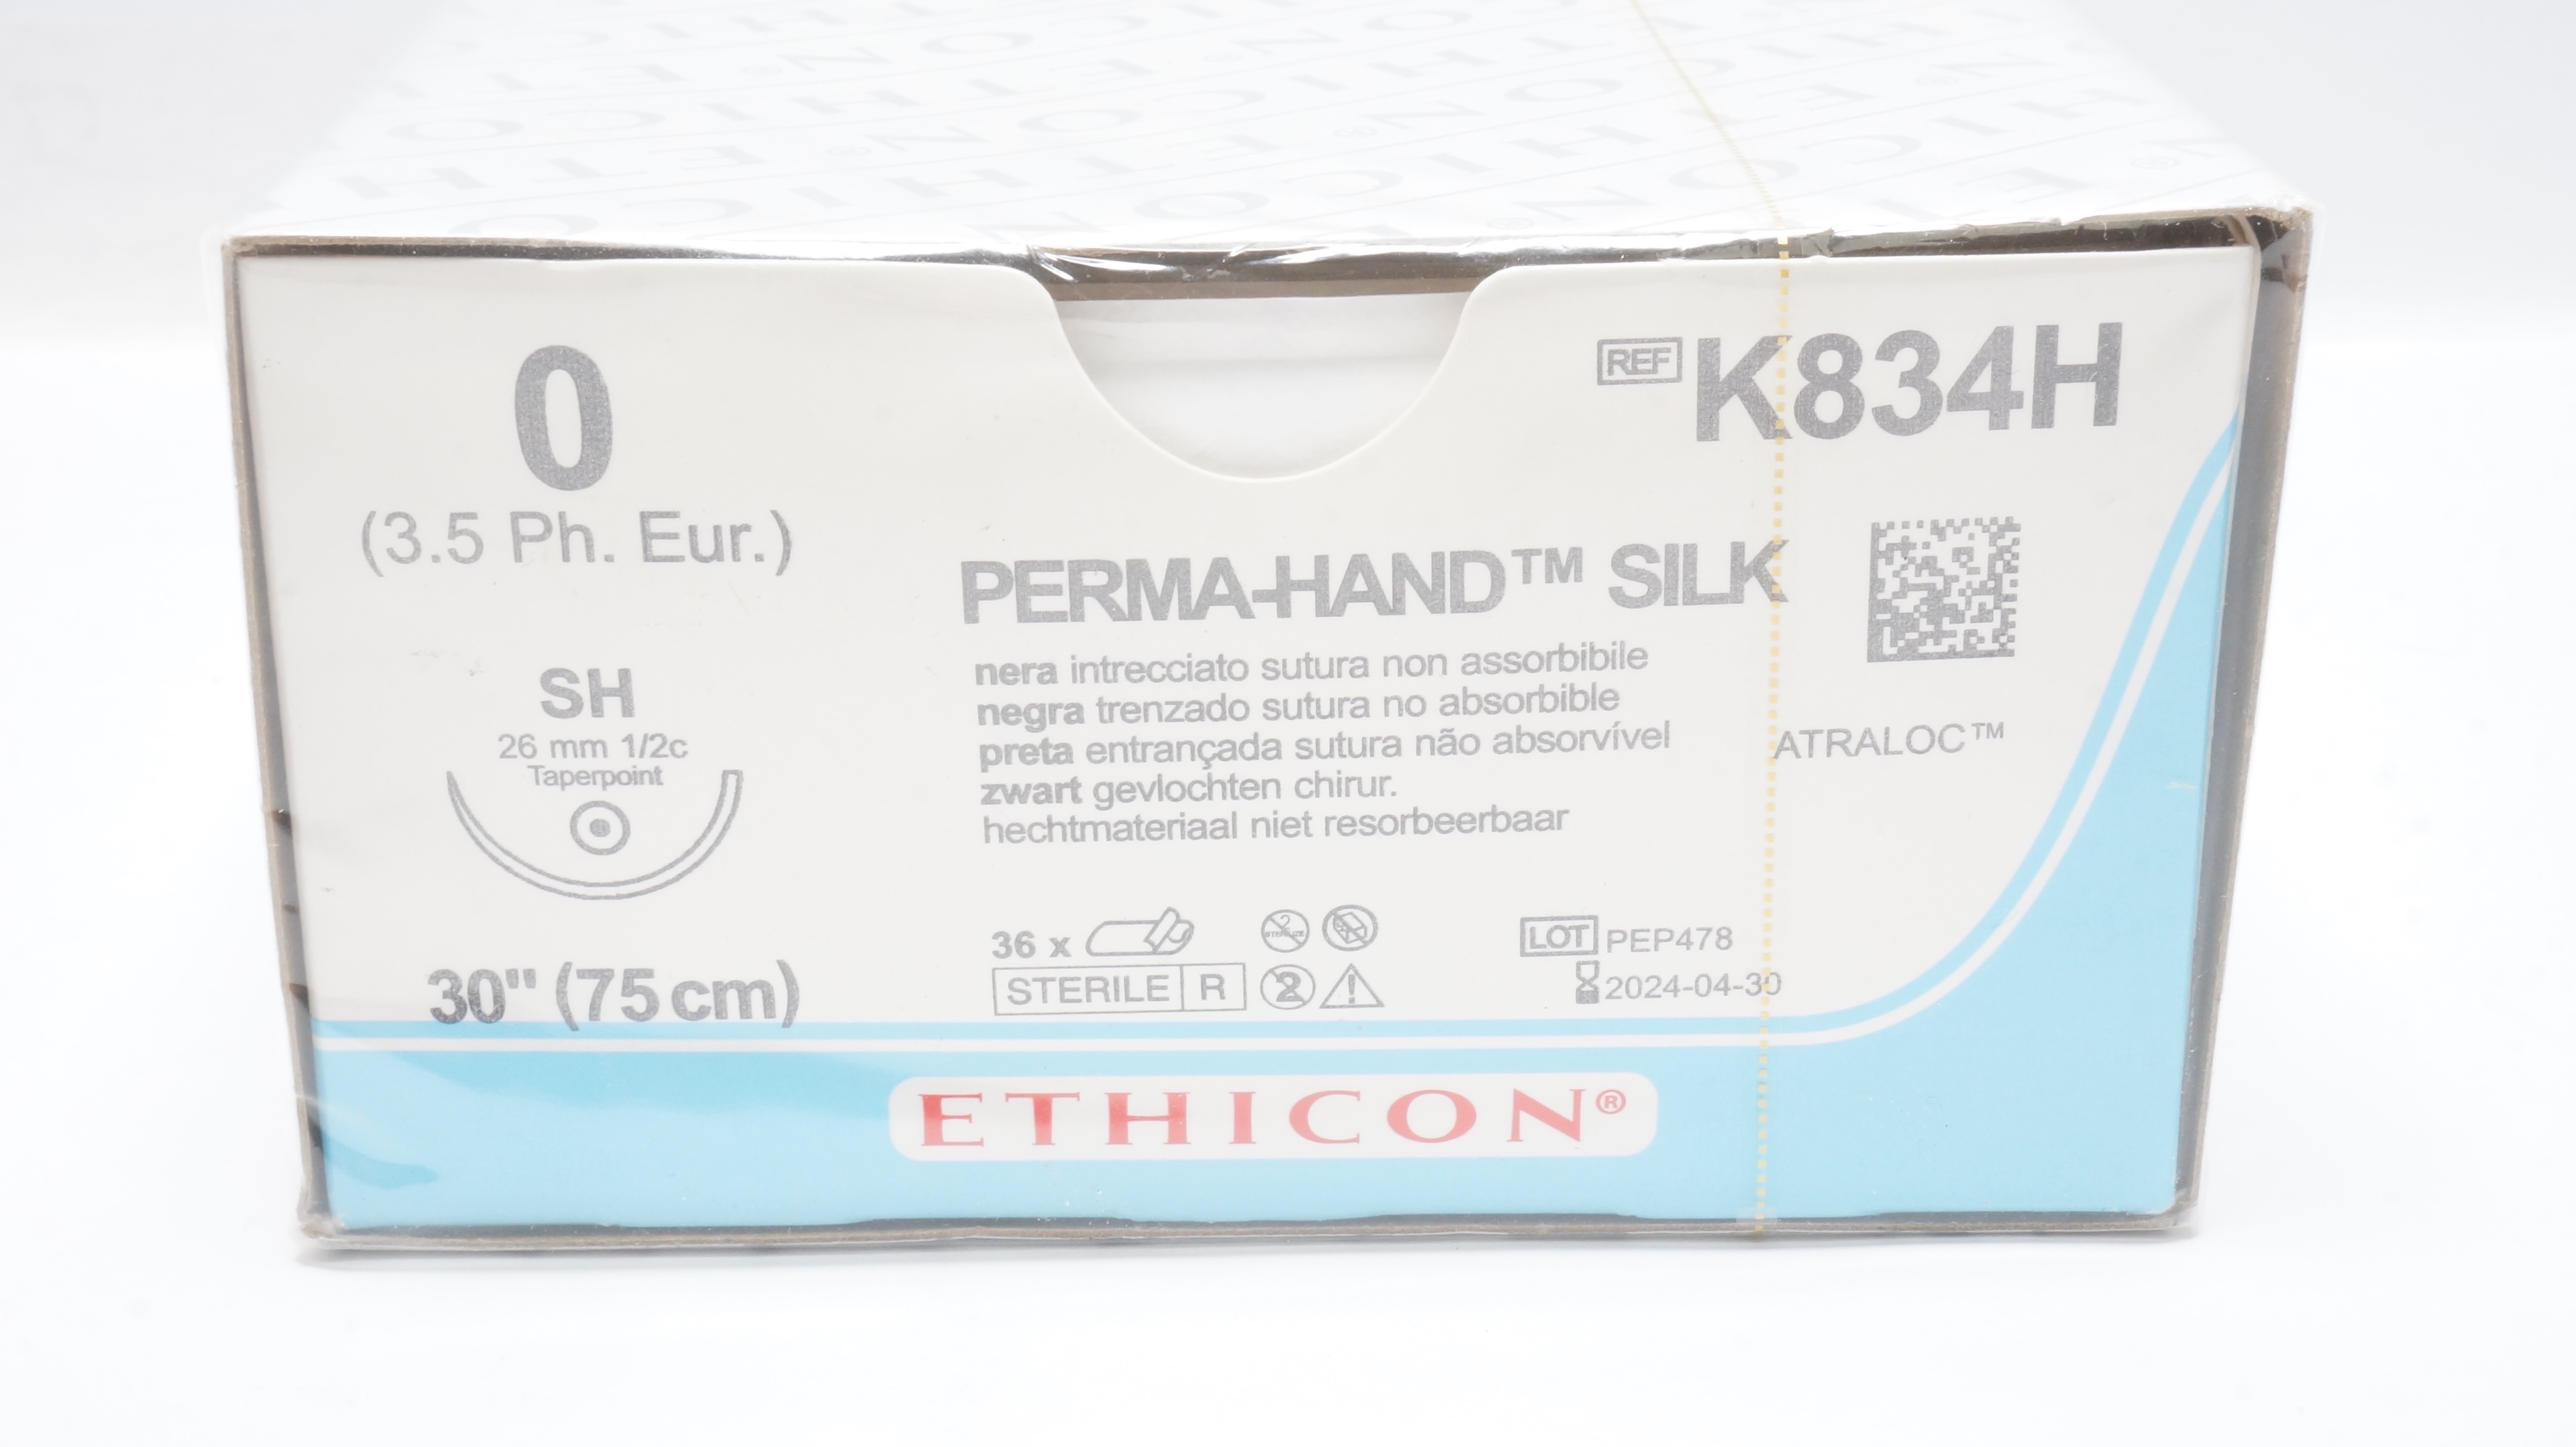 ETHICON®
0
(3.5 Ph. Eur.)
REF K834H
PERMA-HAND™ SILK
nera intrecciato sutura non assorbibile
negra trenzado sutura no absorbible
preta entrançada sutura não absorvível
zwart gevlochten chirur.
hechtmateriaal niet resorbeerbaar
ATRALOC™
SH
26 mm 1/2c
Taperpoint
30" (75 cm)
36 x
STERILE R
2
LOT PEP478
2024-04-30
ETHICON®